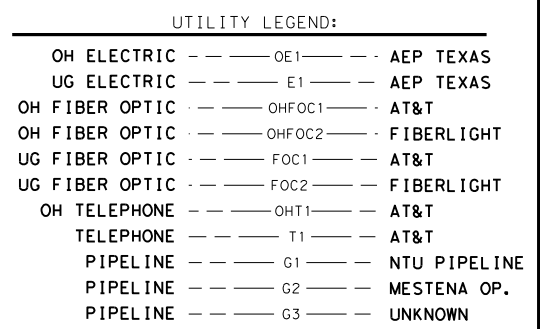 UTILITY LEGEND:
OH ELECTRIC OE1 AEP TEXAS
UG ELECTRIC E1 AEP TEXAS
OH FIBER OPTIC OHFOC1 AT&T
OH FIBER OPTIC OHFOC2 FIBERLIGHT
UG FIBER OPTIC FOC1 AT&T
UG FIBER OPTIC FOC2 FIBERLIGHT
OH TELEPHONE OHT1 AT&T
TELEPHONE T1 AT&T
PIPELINE G1 NTU PIPELINE
PIPELINE G2 MESTENA OP.
PIPELINE G3 UNKNOWN